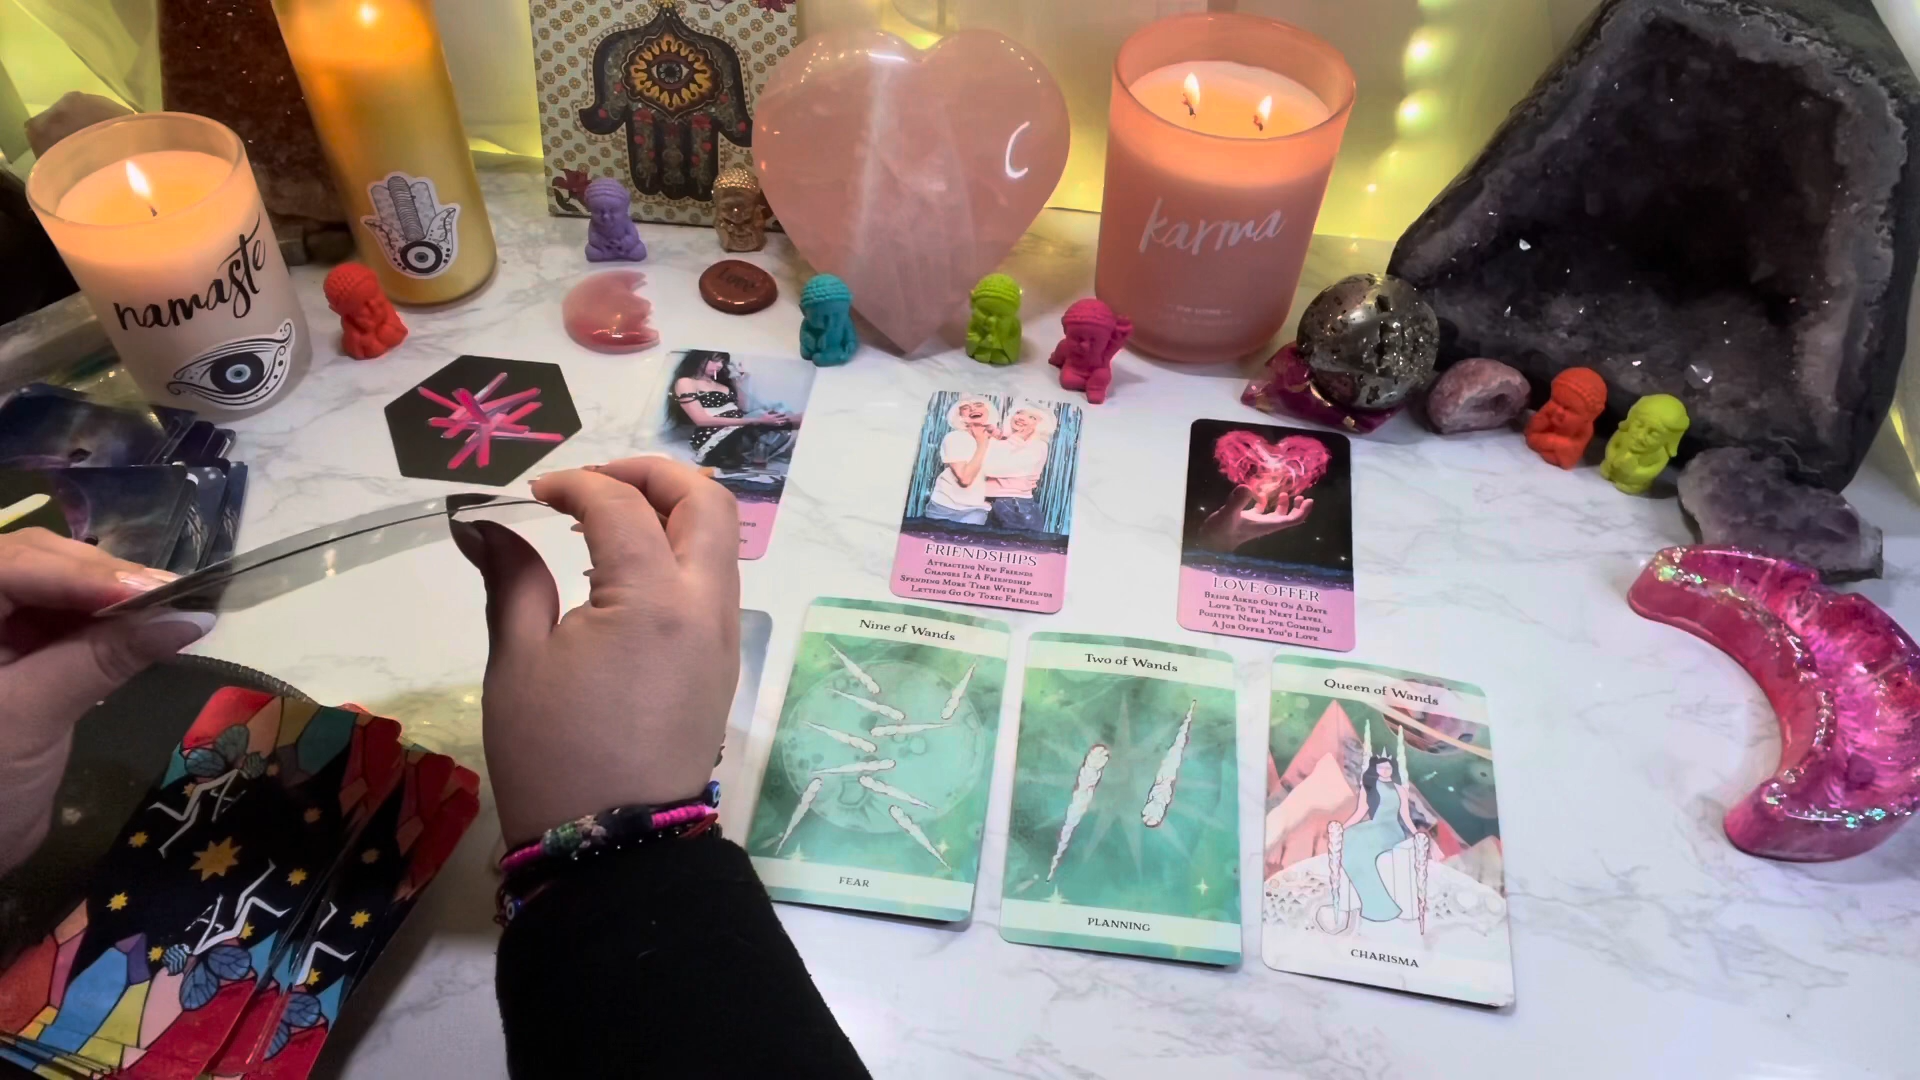 namaste
Love
karma
FRIENDSHIPS
ATTRACTING NEW FRIENDS
CHANGES IN A FRIENDSHIP
SPENDING MORE TIME WITH FRIENDS
LETTING GO OF TOXIC FRIENDS
LOVE OFFER
BEING ASKED OUT ON A DATE
LOVE TO THE NEXT LEVEL
POSITIVE NEW LOVE COMING IN
A JOB OFFER YOU'D LOVE
Nine of Wands
FEAR
Two of Wands
PLANNING
Queen of Wands
CHARISMA